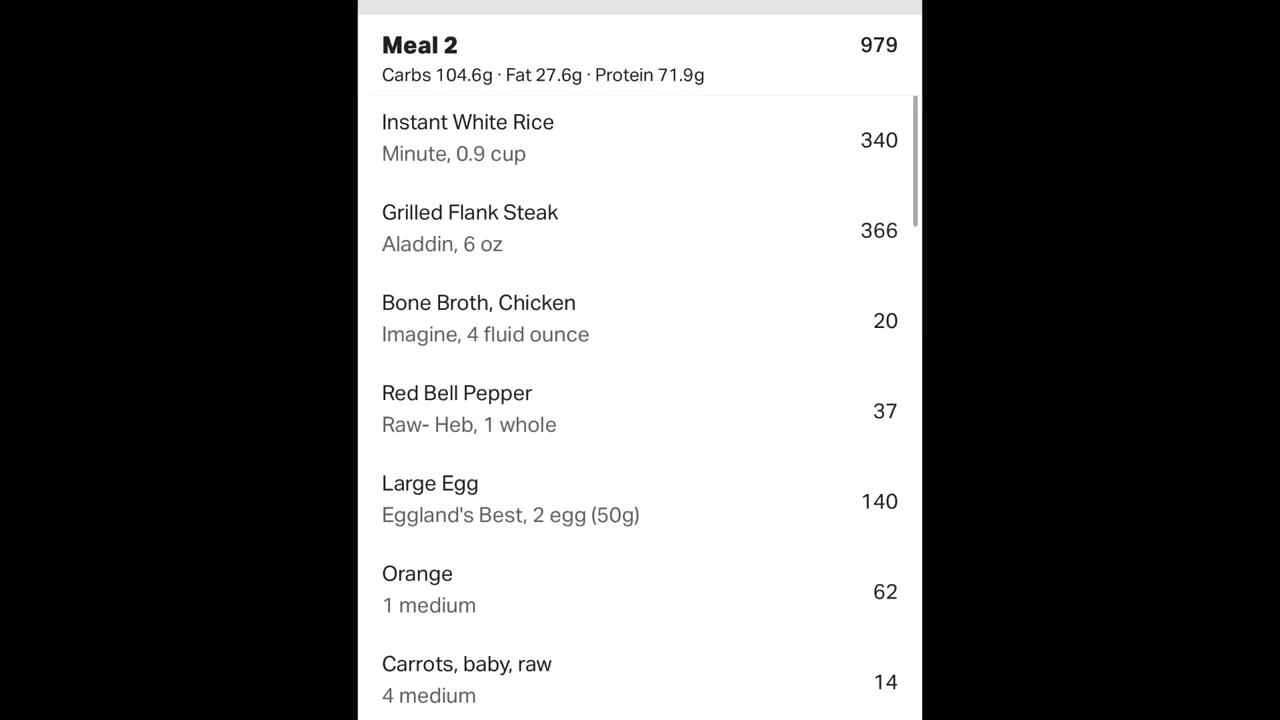 Meal 2
979
Carbs 104.6g · Fat 27.6g · Protein 71.9g
Instant White Rice
340
Minute, 0.9 cup
Grilled Flank Steak
366
Aladdin, 6 oz
Bone Broth, Chicken
20
Imagine, 4 fluid ounce
Red Bell Pepper
37
Raw- Heb, 1 whole
Large Egg
140
Eggland's Best, 2 egg (50g)
Orange
62
1 medium
Carrots, baby, raw
14
4 medium